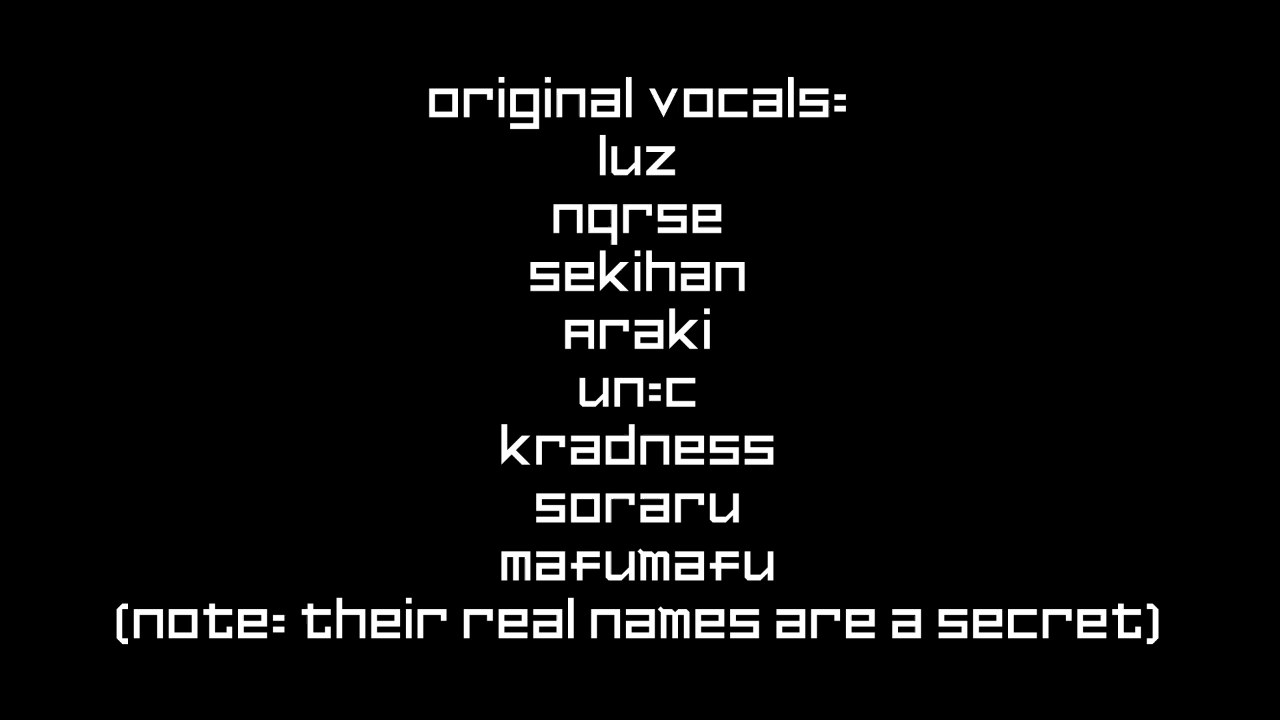 original vocals:
luz
nqrse
sekihan
Araki
un:c
kradness
soraru
mafumafu
(note: their real names are a secret)